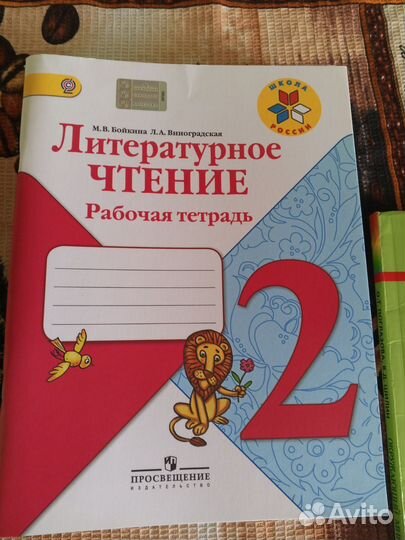 М.В. Бойкина Л.А. Виноградская
ШКОЛА
РОССИИ
Литературное
ЧТЕНИЕ
Рабочая тетрадь
2
ПРОСВЕЩЕНИЕ
ИЗДАТЕЛЬСТВО
Avito